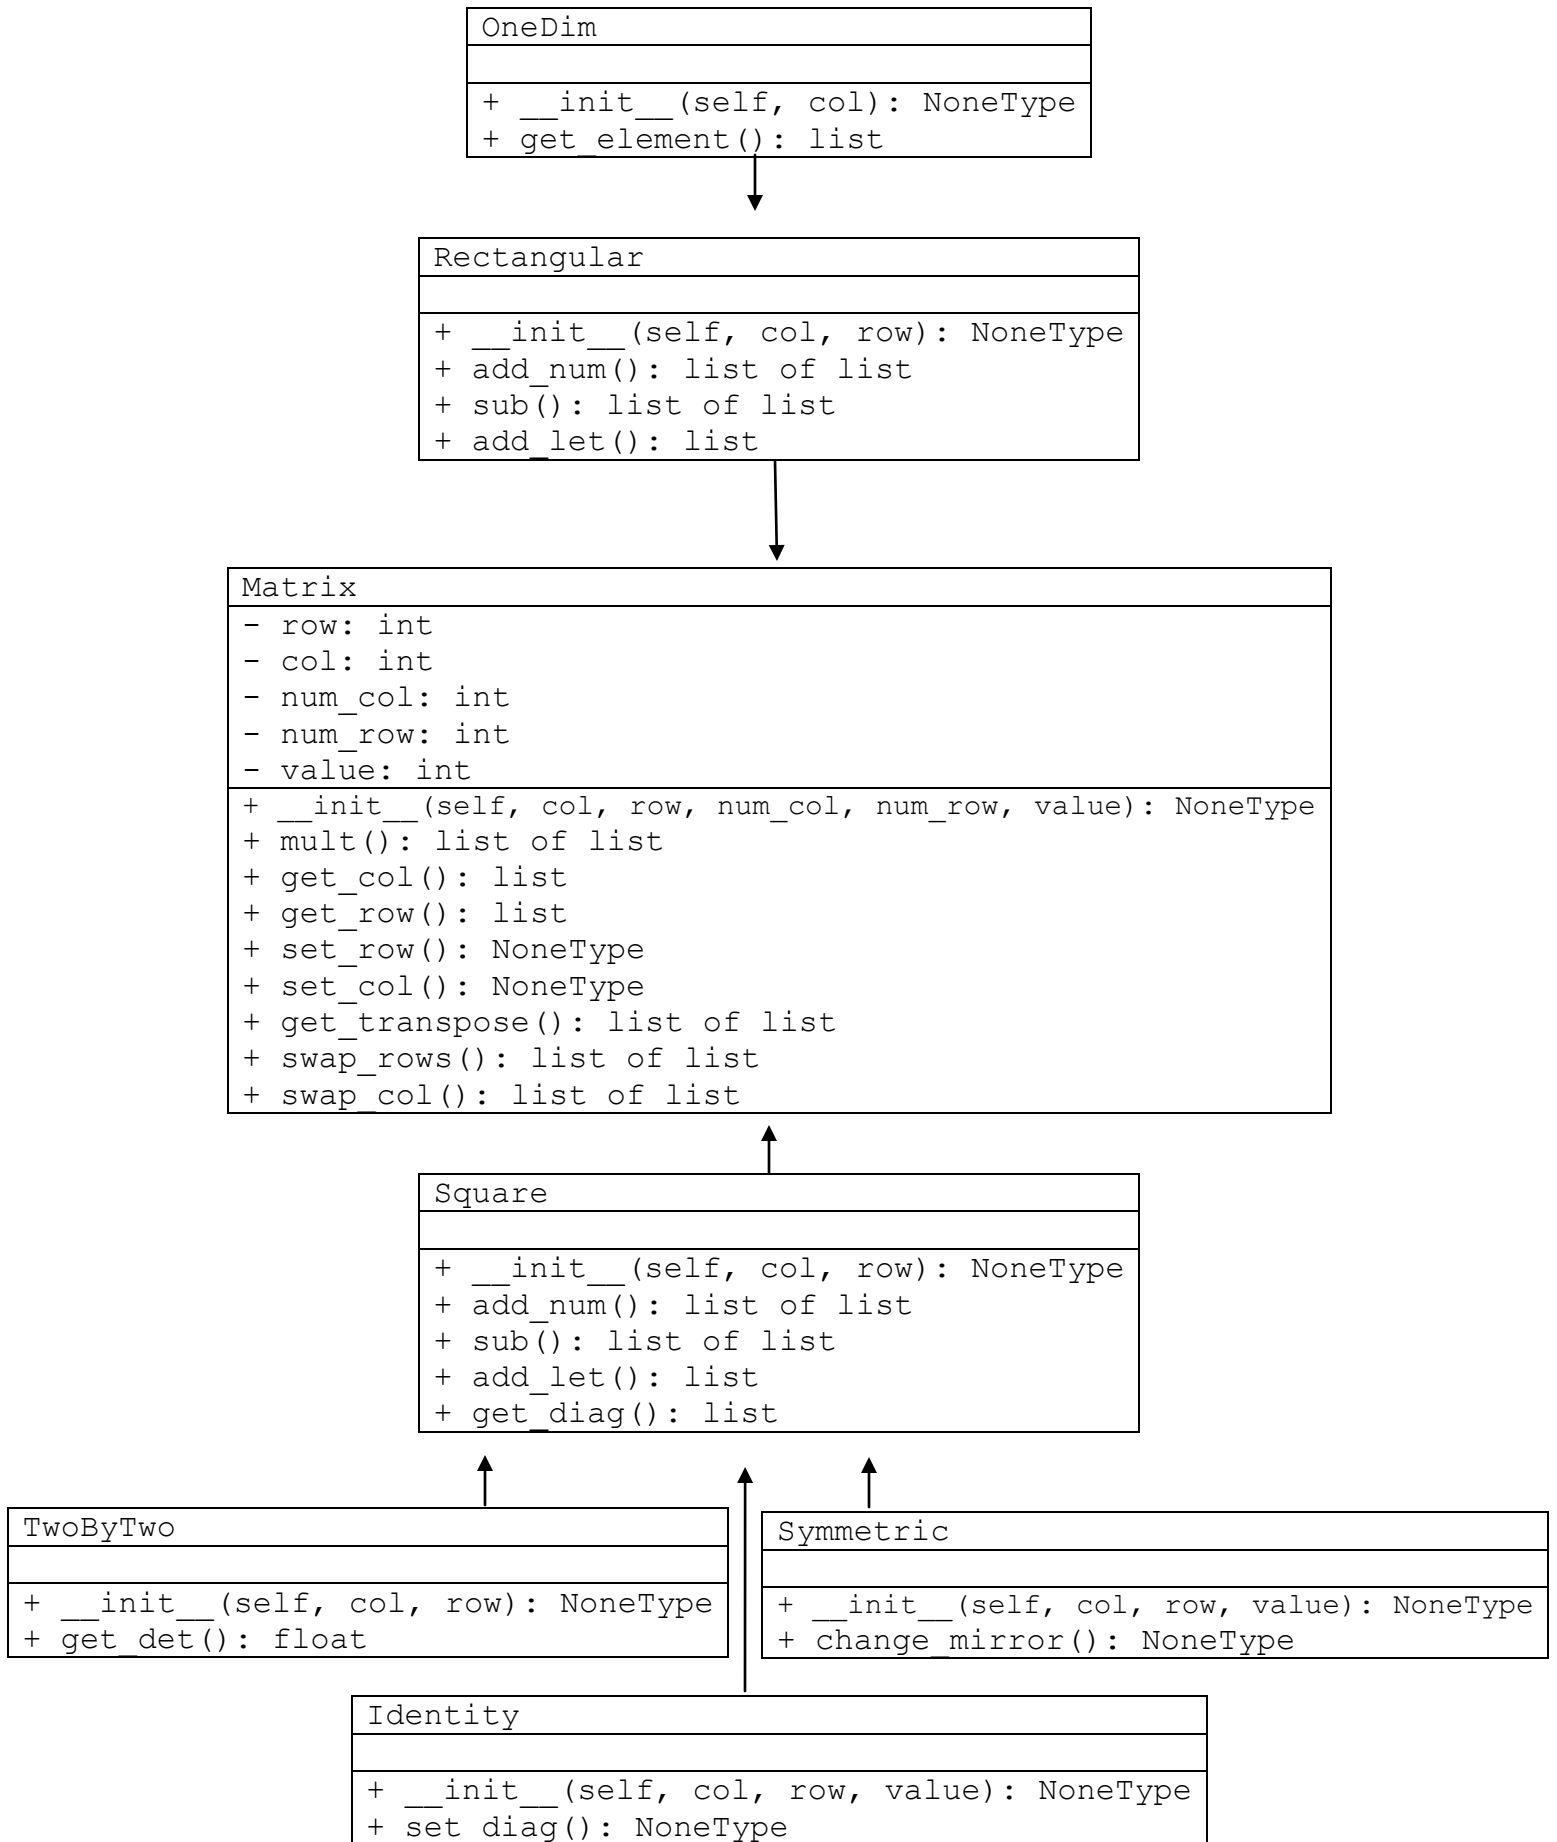 OneDim
+ __init__(self, col): NoneType
+ get_element(): list
Rectangular
+ __init__(self, col, row): NoneType
+ add_num(): list of list
+ sub(): list of list
+ add_let(): list
Matrix
- row: int
- col: int
- num_col: int
- num_row: int
- value: int
+ __init__(self, col, row, num_col, num_row, value): NoneType
+ mult(): list of list
+ get_col(): list
+ get_row(): list
+ set_row(): NoneType
+ set_col(): NoneType
+ get_transpose(): list of list
+ swap_rows(): list of list
+ swap_col(): list of list
Square
+ __init__(self, col, row): NoneType
+ add_num(): list of list
+ sub(): list of list
+ add_let(): list
+ get_diag(): list
TwoByTwo
+ __init__(self, col, row): NoneType
+ get_det(): float
Symmetric
+ __init__(self, col, row, value): NoneType
+ change_mirror(): NoneType
Identity
+ __init__(self, col, row, value): NoneType
+ set_diag(): NoneType